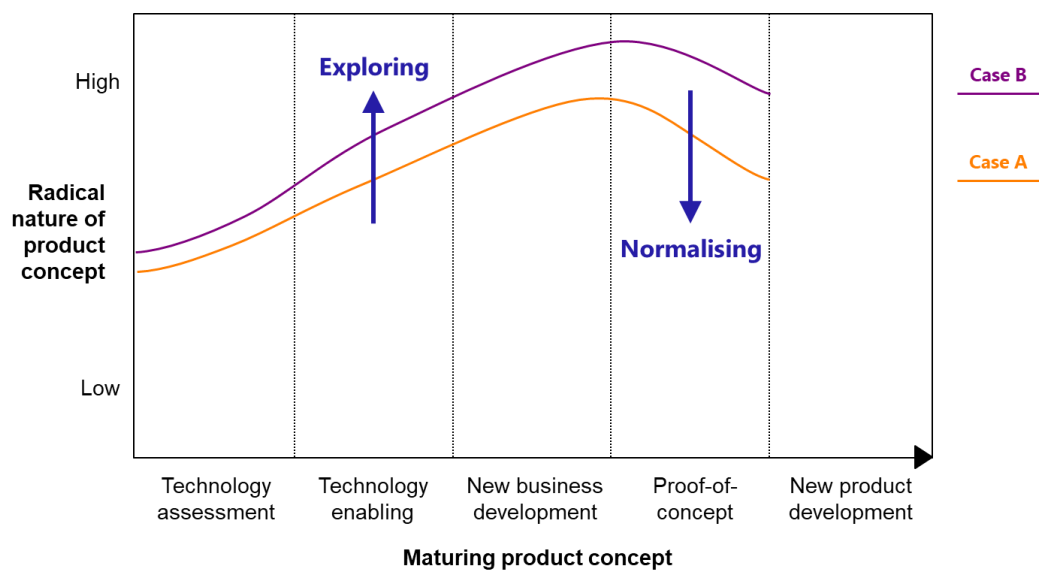 High
Exploring
Case B
Case A
Radical
nature of
product
concept
Normalising
Low
Technology
assessment
Technology
enabling
New business
development
Proof-of-
concept
New product
development
Maturing product concept